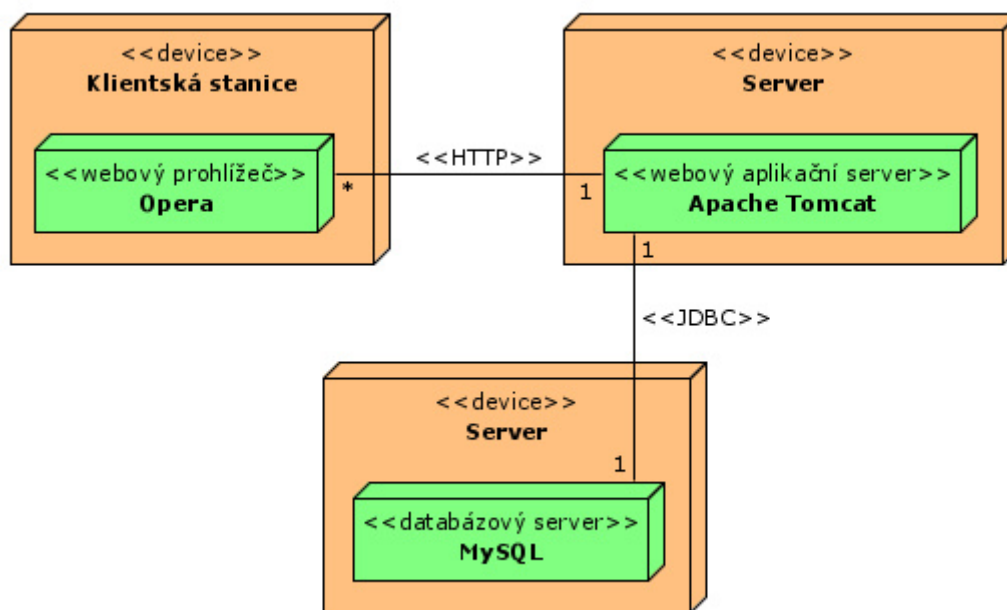 <<device>>
Klientská stanice
<<webový prohlížeč>>
Opera
*
<<HTTP>>
1
<<device>>
Server
<<webový aplikační server>>
Apache Tomcat
1
<<JDBC>>
<<device>>
Server
1
<<databázový server>>
MySQL